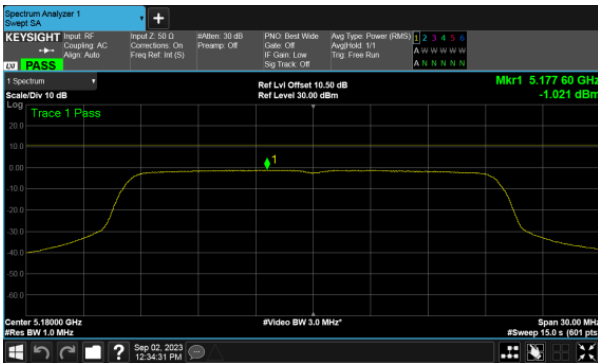 Spectrum Analyzer 1
Swept SA
+
KEYSIGHT Input: RF Input Z: 50 Ω #Atten: 30 dB PNO: Best Wide Avg Type: Power (RMS) 1 2 3 4 5 6
Coupling: AC Corrections: On Preamp: Off Gate: Off Avg|Hold: 1/1 A W W W W W
Align: Auto Freq Ref: Int (S) IF Gain: Low Trig: Free Run
LXI PASS Sig Track: Off A N N N N N
1 Spectrum Ref Lvl Offset 10.50 dB Mkr1 5.177 60 GHz
Scale/Div 10 dB Ref Level 30.00 dBm -1.021 dBm
Log Trace 1 Pass
20.0
10.0
0.00
1
-10.0
-20.0
-30.0
-40.0
-50.0
-60.0
Center 5.18000 GHz #Video BW 3.0 MHz* Span 30.00 MHz
#Res BW 1.0 MHz #Sweep 15.0 s (601 pts)
? Sep 02, 2023
12:34:31 PM